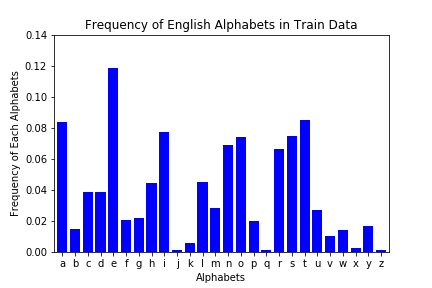 Frequency of English Alphabets in Train Data
Frequency of Each Alphabets
0.14
0.12
0.10
0.08
0.06
0.04
0.02
0.00
a b c d e f g h i j k l m n o p q r s t u v w x y z
Alphabets